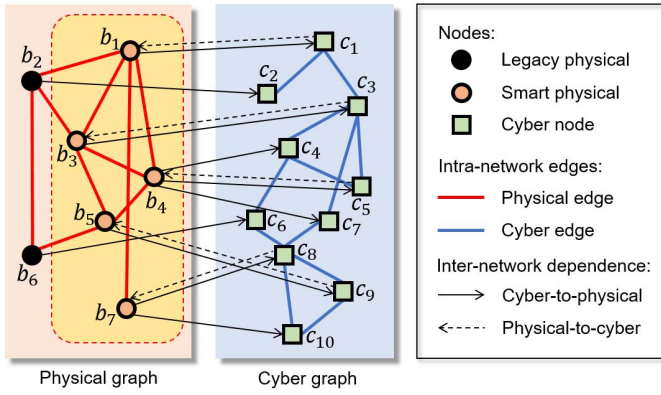 b₁
b₂
b₃
b₄
b₅
b₆
b₇
Physical graph
c₁
c₂
c₃
c₄
c₅
c₆
c₇
c₈
c₉
c₁₀
Cyber graph
Nodes:
Legacy physical
Smart physical
Cyber node
Intra-network edges:
Physical edge
Cyber edge
Inter-network dependence:
Cyber-to-physical
Physical-to-cyber